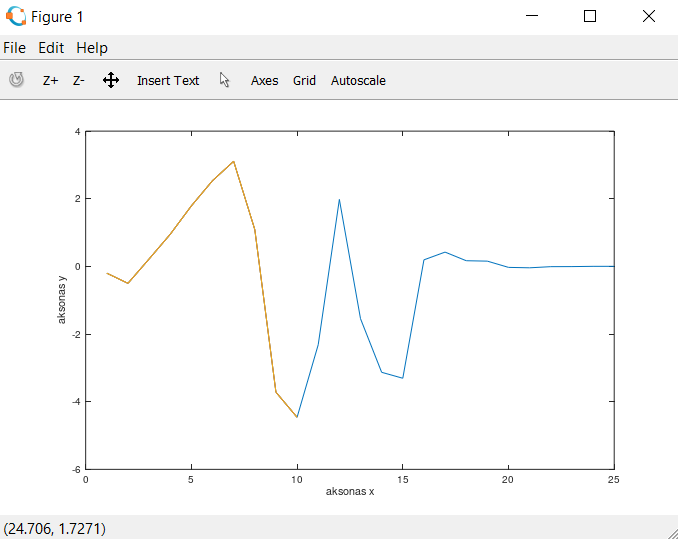 Figure 1
File Edit Help
Z+ Z- Insert Text Axes Grid Autoscale
4
2
0
-2
-4
-6
aksonas y
0 5 10 15 20 25
aksonas x
(24.706, 1.7271)